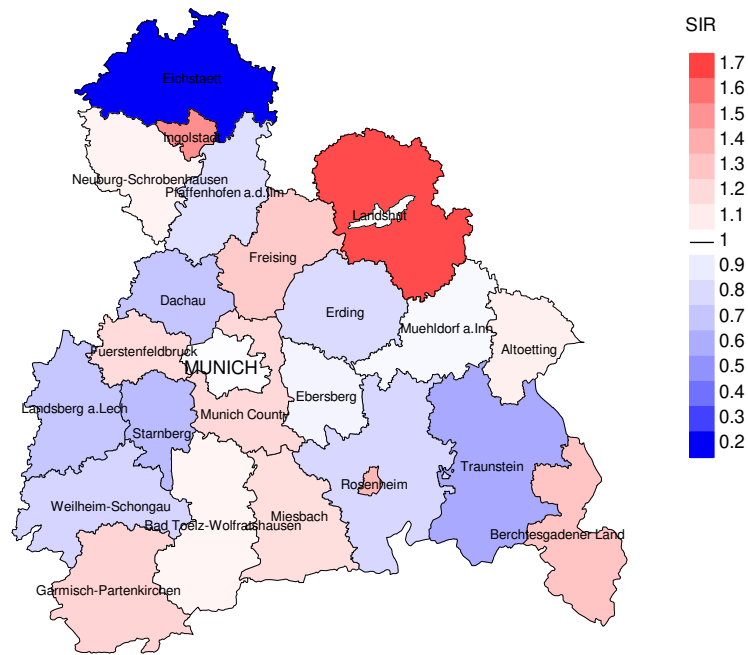 SIR
1.7
1.6
1.5
1.4
1.3
1.2
1.1
1
0.9
0.8
0.7
0.6
0.5
0.4
0.3
0.2
Eichstaett
Ingolstadt
Neuburg-Schrobenhausen
Pfaffenhofen a.d.Ilm
Landshut
Freising
Dachau
Erding
Muehldorf a.Inn
Altoetting
Fuerstenfeldbruck
MUNICH
Ebersberg
Landsberg a.Lech
Munich County
Starnberg
Traunstein
Rosenheim
Weilheim-Schongau
Miesbach
Bad Toelz-Wolfratshausen
Berchtesgadener Land
Garmisch-Partenkirchen